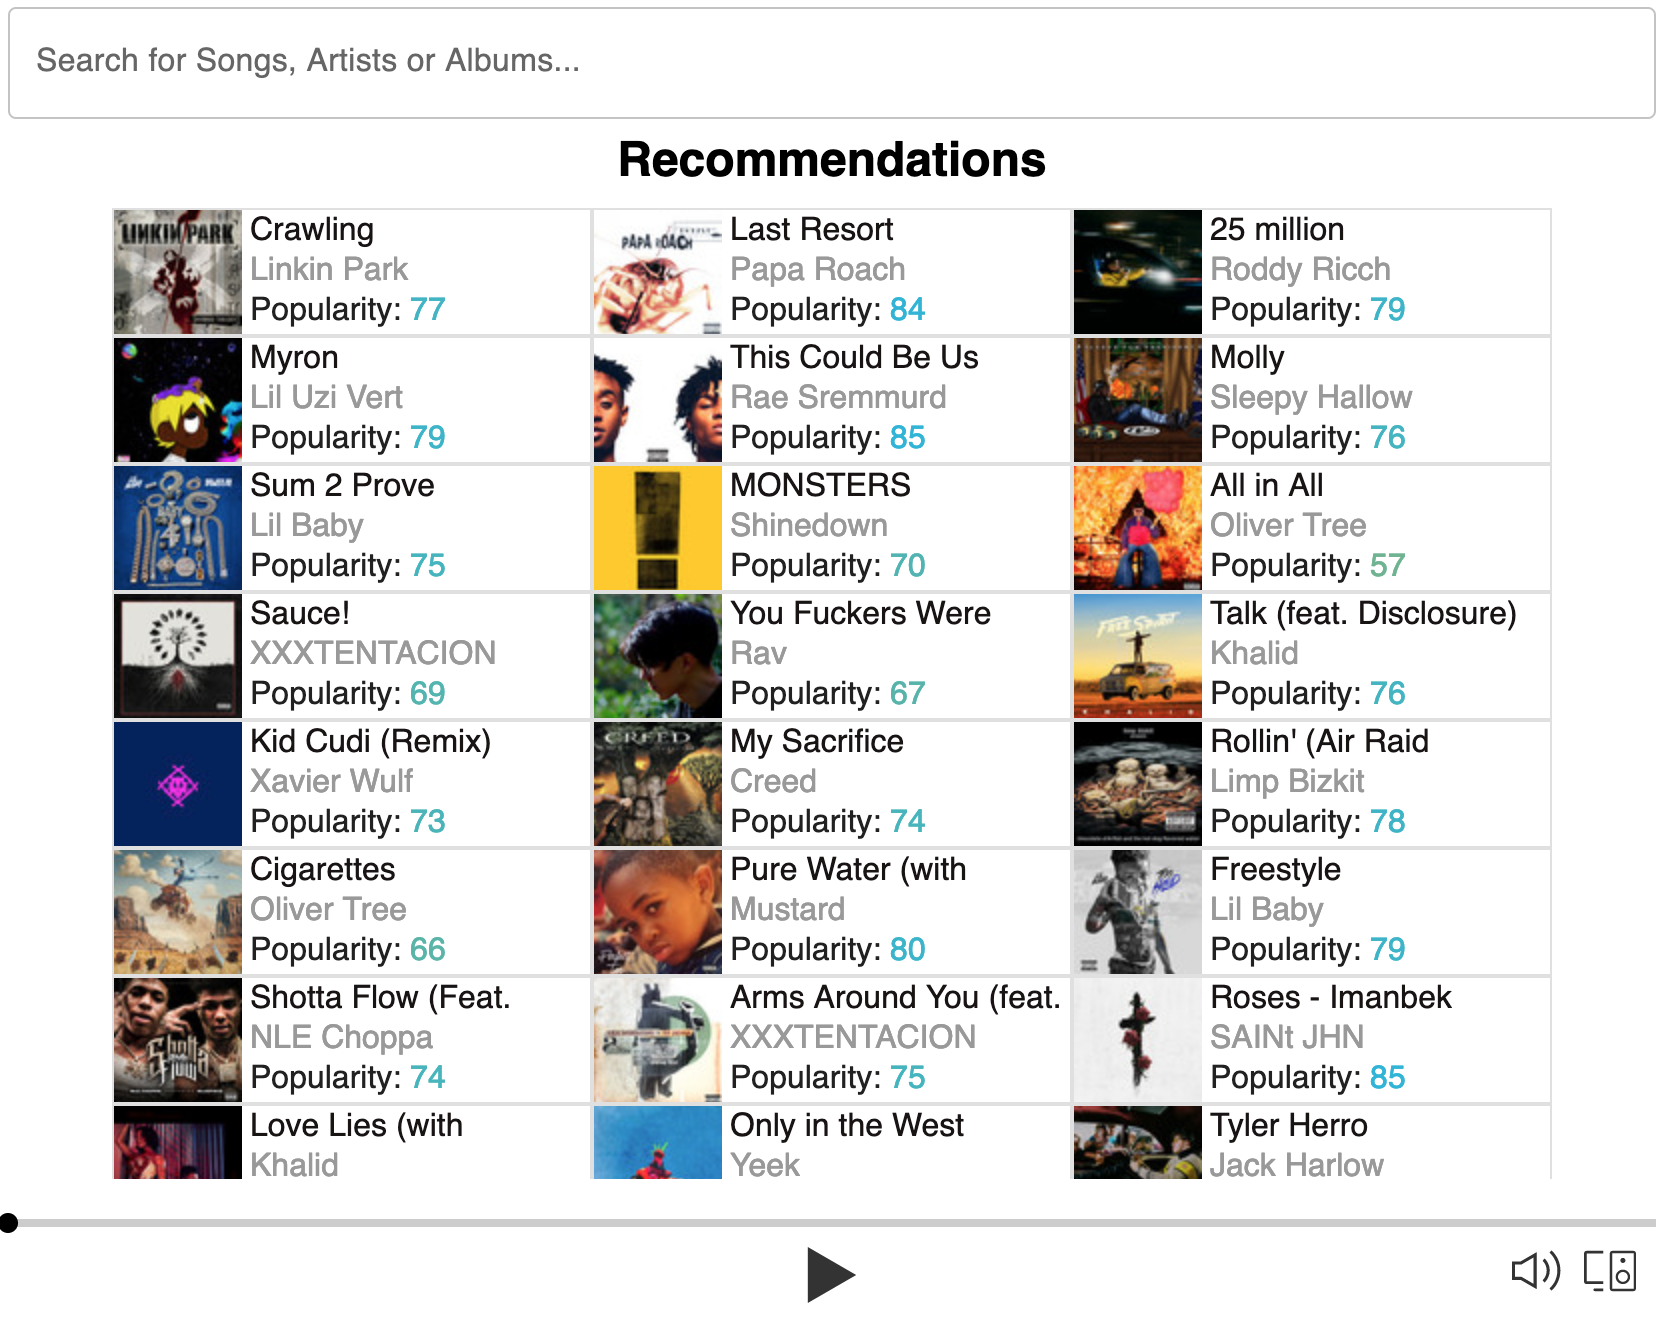 Search for Songs, Artists or Albums...
Recommendations
LINKIN PARK
Crawling
Linkin Park
Popularity: 77
PAPA ROACH
Last Resort
Papa Roach
Popularity: 84
25 million
Roddy Ricch
Popularity: 79
Myron
Lil Uzi Vert
Popularity: 79
This Could Be Us
Rae Sremmurd
Popularity: 85
Molly
Sleepy Hallow
Popularity: 76
Sum 2 Prove
Lil Baby
Popularity: 75
MONSTERS
Shinedown
Popularity: 70
All in All
Oliver Tree
Popularity: 57
Sauce!
XXXTENTACION
Popularity: 69
You Fuckers Were
Rav
Popularity: 67
FREE SPIRIT
KHALID
Talk (feat. Disclosure)
Khalid
Popularity: 76
Kid Cudi (Remix)
Xavier Wulf
Popularity: 73
CREED
My Sacrifice
Creed
Popularity: 74
Rollin' (Air Raid
Limp Bizkit
Popularity: 78
Cigarettes
Oliver Tree
Popularity: 66
Pure Water (with
Mustard
Popularity: 80
Freestyle
Lil Baby
Popularity: 79
Shotta
Flow
Shotta Flow (Feat.
NLE Choppa
Popularity: 74
Arms Around You (feat.
XXXTENTACION
Popularity: 75
Roses - Imanbek
SAINt JHN
Popularity: 85
Love Lies (with
Khalid
Only in the West
Yeek
Tyler Herro
Jack Harlow